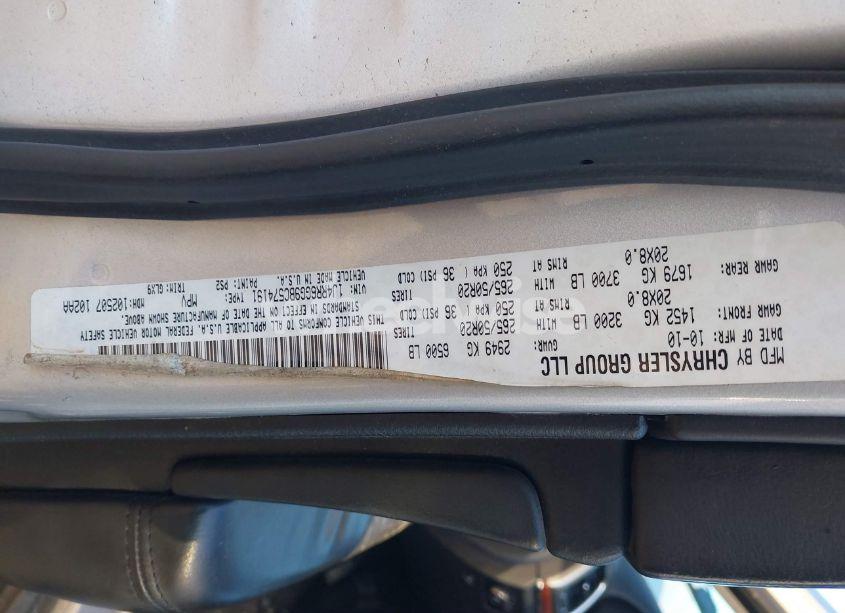 MFD BY CHRYSLER GROUP LLC
DATE OF MFR: 10-10 GVWR: 2949 KG 6500 LB
GAWR FRONT: 1452 KG 3200 LB WITH 265/50R20 TIRES
20X8.0 RIMS AT 250 KPA ( 36 PSI) COLD
GAWR REAR: 1679 KG 3700 LB WITH 265/50R20 TIRES
20X8.0 RIMS AT 250 KPA ( 36 PSI) COLD
THIS VEHICLE CONFORMS TO ALL APPLICABLE U.S.A. FEDERAL MOTOR VEHICLE SAFETY
STANDARDS IN EFFECT ON THE DATE OF MANUFACTURE SHOWN ABOVE.
VIN: 1J4RR6GG9BC574191 TYPE: MPV MDH:102507 102AA
VEHICLE MADE IN U.S.A. PAINT: PS2 TRIM: GLX9